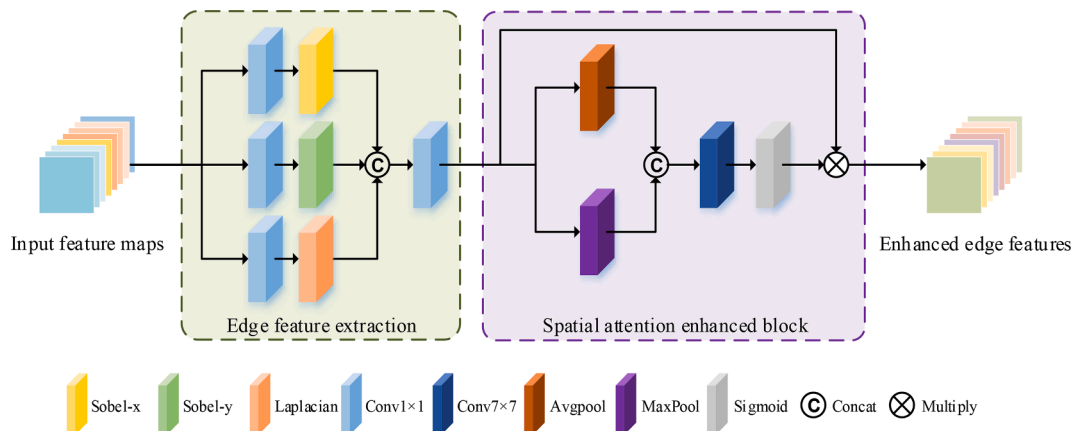 C
C
Input feature maps
Enhanced edge features
Edge feature extraction
Spatial attention enhanced block
Sobel-x
Sobel-y
Laplacian
Conv1×1
Conv7×7
Avgpool
MaxPool
Sigmoid
C
Concat
Multiply